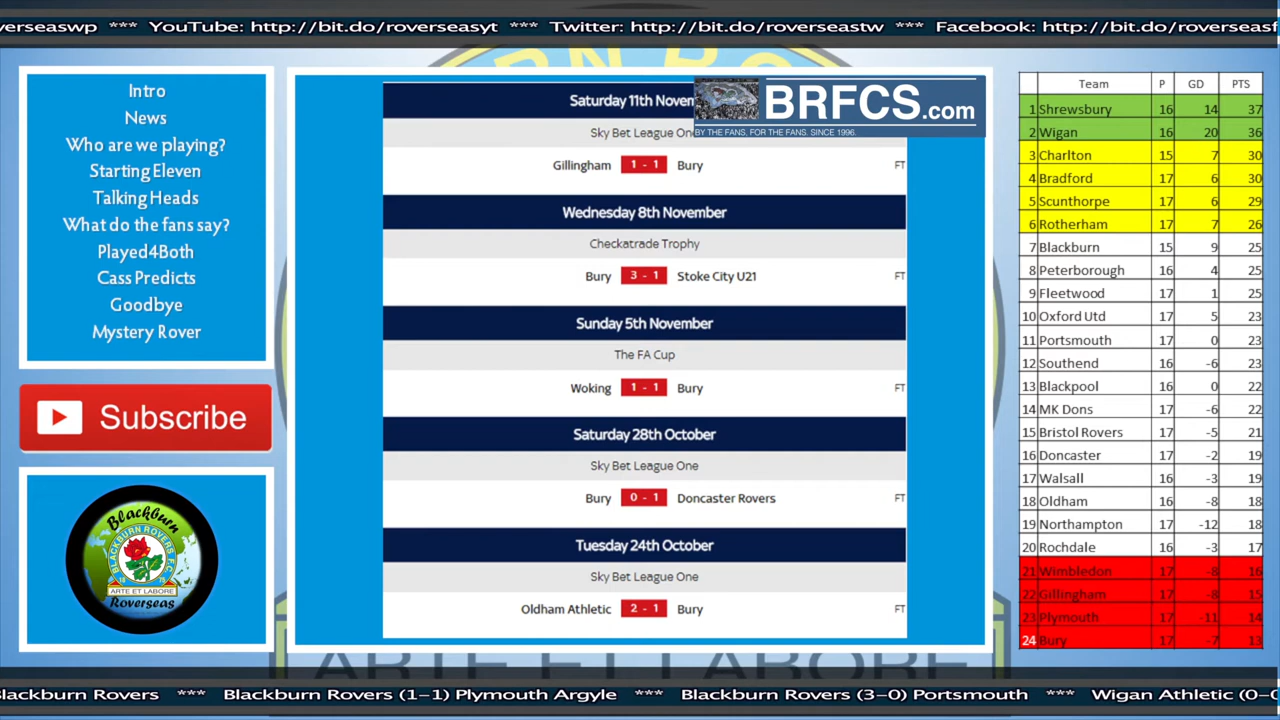 erseaswp *** YouTube: http://bit.do/roverseasyt *** Twitter: http://bit.do/roverseastw *** Facebook: http://bit.do/roverseasf
Intro
News
Who are we playing?
Starting Eleven
Talking Heads
What do the fans say?
Played4Both
Cass Predicts
Goodbye
Mystery Rover
Subscribe
Blackburn
BLACKBURN ROVERS F.C.
18 75
ARTE ET LABORE
Roverseas
BRFCS.com
BY THE FANS. FOR THE FANS. SINCE 1996.
Saturday 11th Novem
Sky Bet League One
Gillingham 1 - 1 Bury FT
Wednesday 8th November
Checkatrade Trophy
Bury 3 - 1 Stoke City U21 FT
Sunday 5th November
The FA Cup
Woking 1 - 1 Bury FT
Saturday 28th October
Sky Bet League One
Bury 0 - 1 Doncaster Rovers FT
Tuesday 24th October
Sky Bet League One
Oldham Athletic 2 - 1 Bury FT
Team P GD PTS
1 Shrewsbury 16 14 37
2 Wigan 16 20 36
3 Charlton 15 7 30
4 Bradford 17 6 30
5 Scunthorpe 17 6 29
6 Rotherham 17 7 26
7 Blackburn 15 9 25
8 Peterborough 16 4 25
9 Fleetwood 17 1 25
10 Oxford Utd 17 5 23
11 Portsmouth 17 0 23
12 Southend 16 -6 23
13 Blackpool 16 0 22
14 MK Dons 17 -6 22
15 Bristol Rovers 17 -5 21
16 Doncaster 17 -2 19
17 Walsall 16 -3 19
18 Oldham 16 -8 18
19 Northampton 17 -12 18
20 Rochdale 16 -3 17
21 Wimbledon 17 -8 16
22 Gillingham 17 -8 15
23 Plymouth 17 -11 14
24 Bury 17 -7 13
ARTE ET LABORE
Blackburn Rovers *** Blackburn Rovers (1-1) Plymouth Argyle *** Blackburn Rovers (3-0) Portsmouth *** Wigan Athletic (0-0